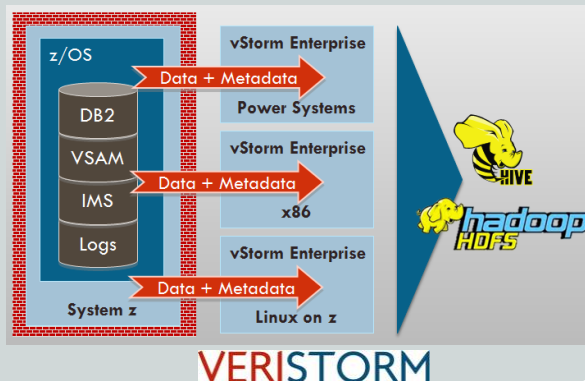 z/OS
DB2
VSAM
IMS
Logs
System z
vStorm Enterprise
Data + Metadata
Power Systems
vStorm Enterprise
Data + Metadata
x86
vStorm Enterprise
Data + Metadata
Linux on z
HIVE
hadoop
HDFS
VERISTORM